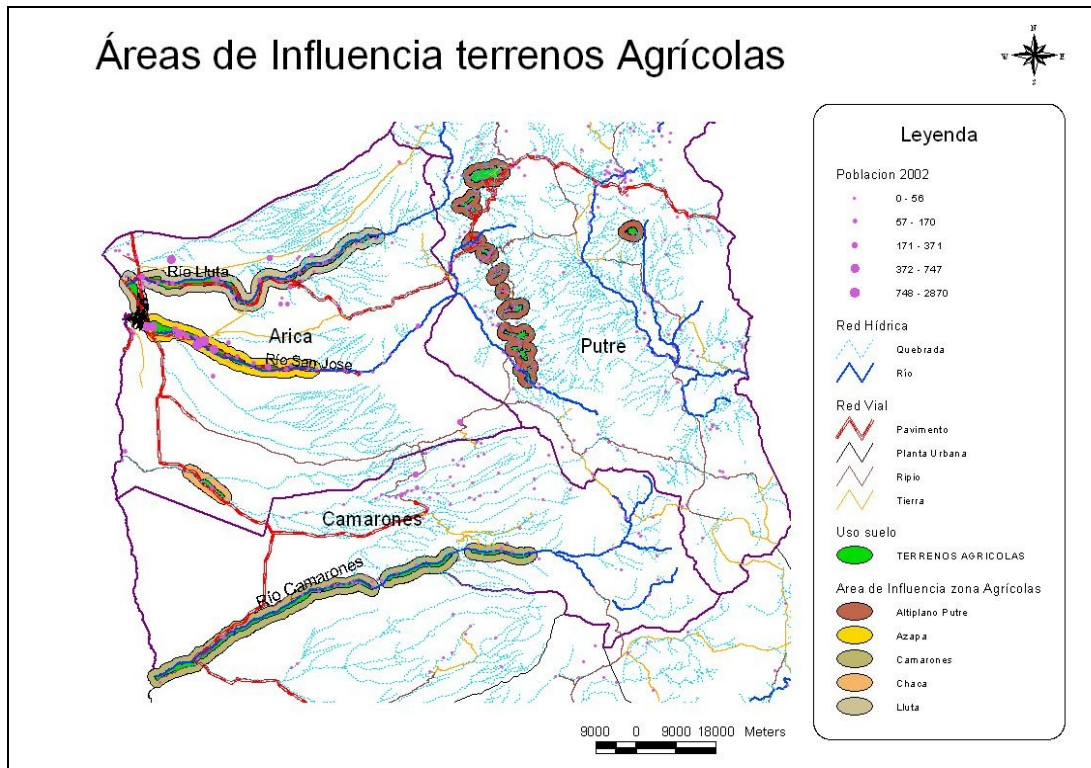 Áreas de Influencia terrenos Agrícolas
N
W
E
S
Río Lluta
Arica
Río San Jose
Putre
Camarones
Río Camarones
9000 0 9000 18000 Meters
Leyenda
Poblacion 2002
0 - 56
57 - 170
171 - 371
372 - 747
748 - 2870
Red Hídrica
Quebrada
Río
Red Vial
Pavimento
Planta Urbana
Ripio
Tierra
Uso suelo
TERRENOS AGRICOLAS
Area de Influencia zona Agrícolas
Altiplano Putre
Azapa
Camarones
Chaca
Lluta